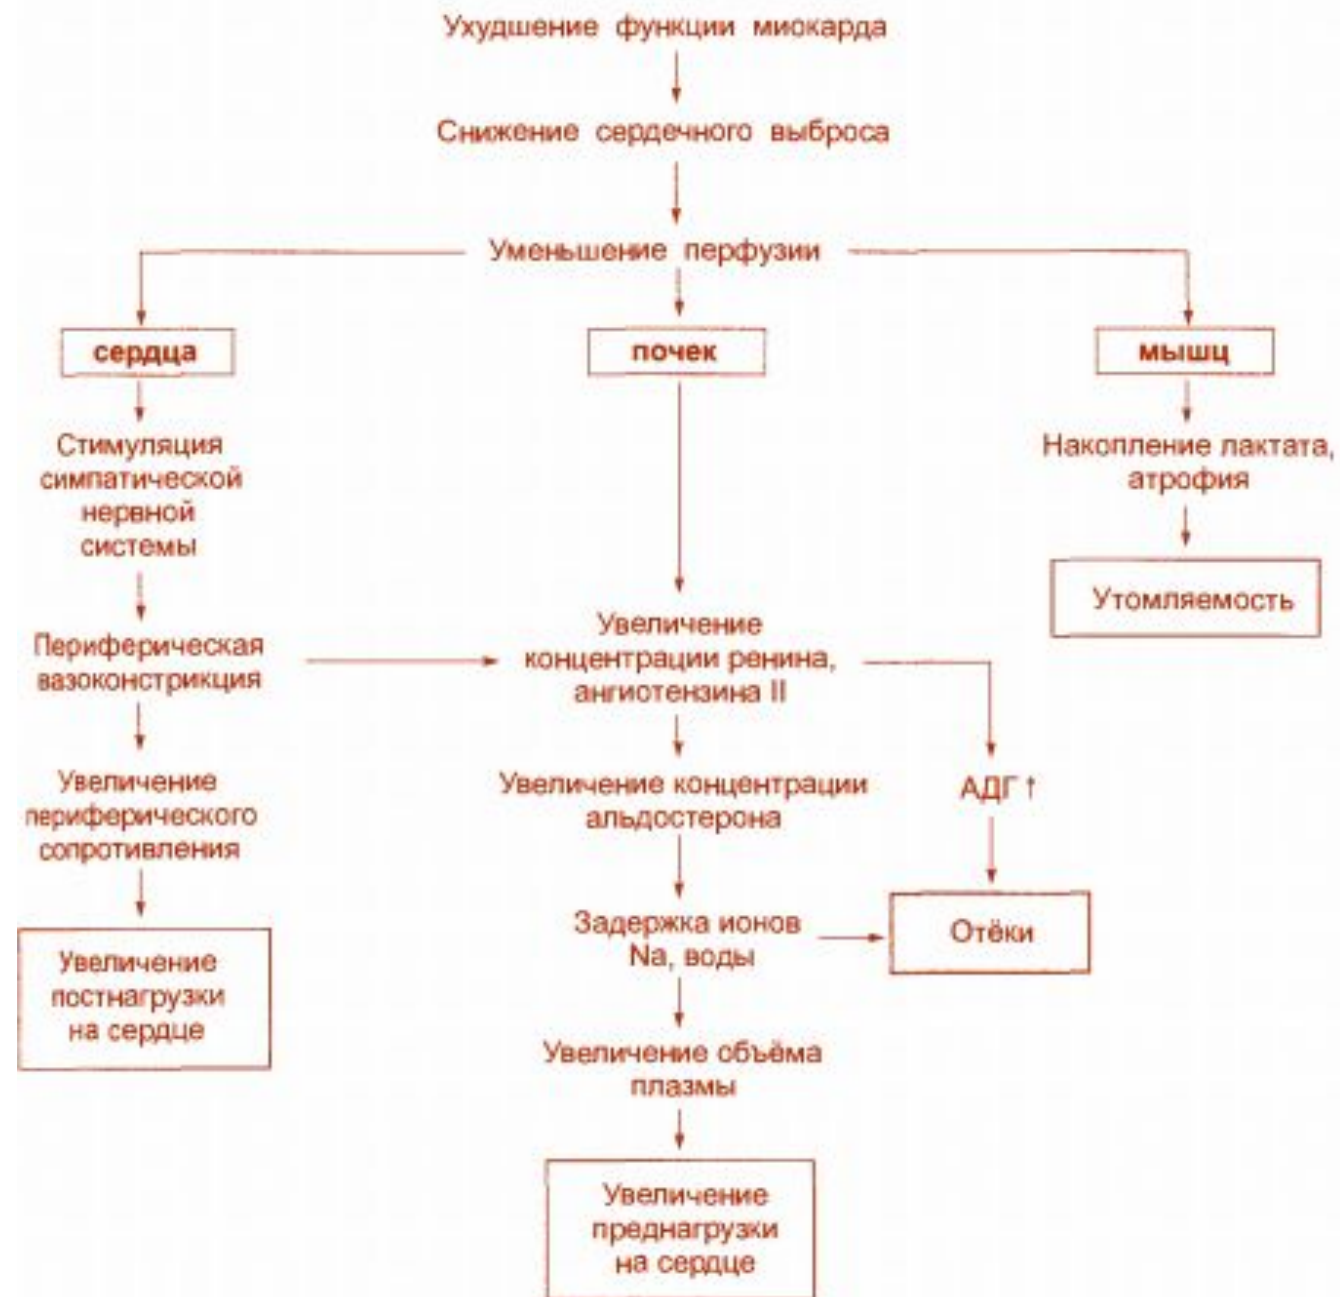 Ухудшение функции миокарда
Снижение сердечного выброса
Уменьшение перфузии
сердца
почек
мышц
Стимуляция
симпатической
нервной
системы
Накопление лактата,
атрофия
Утомляемость
Периферическая
вазоконстрикция
Увеличение
концентрации ренина,
ангиотензина II
Увеличение
периферического
сопротивления
Увеличение концентрации
альдостерона
АДГ ↑
Увеличение
постнагрузки
на сердце
Задержка ионов
Na, воды
Отёки
Увеличение объёма
плазмы
Увеличение
преднагрузки
на сердце